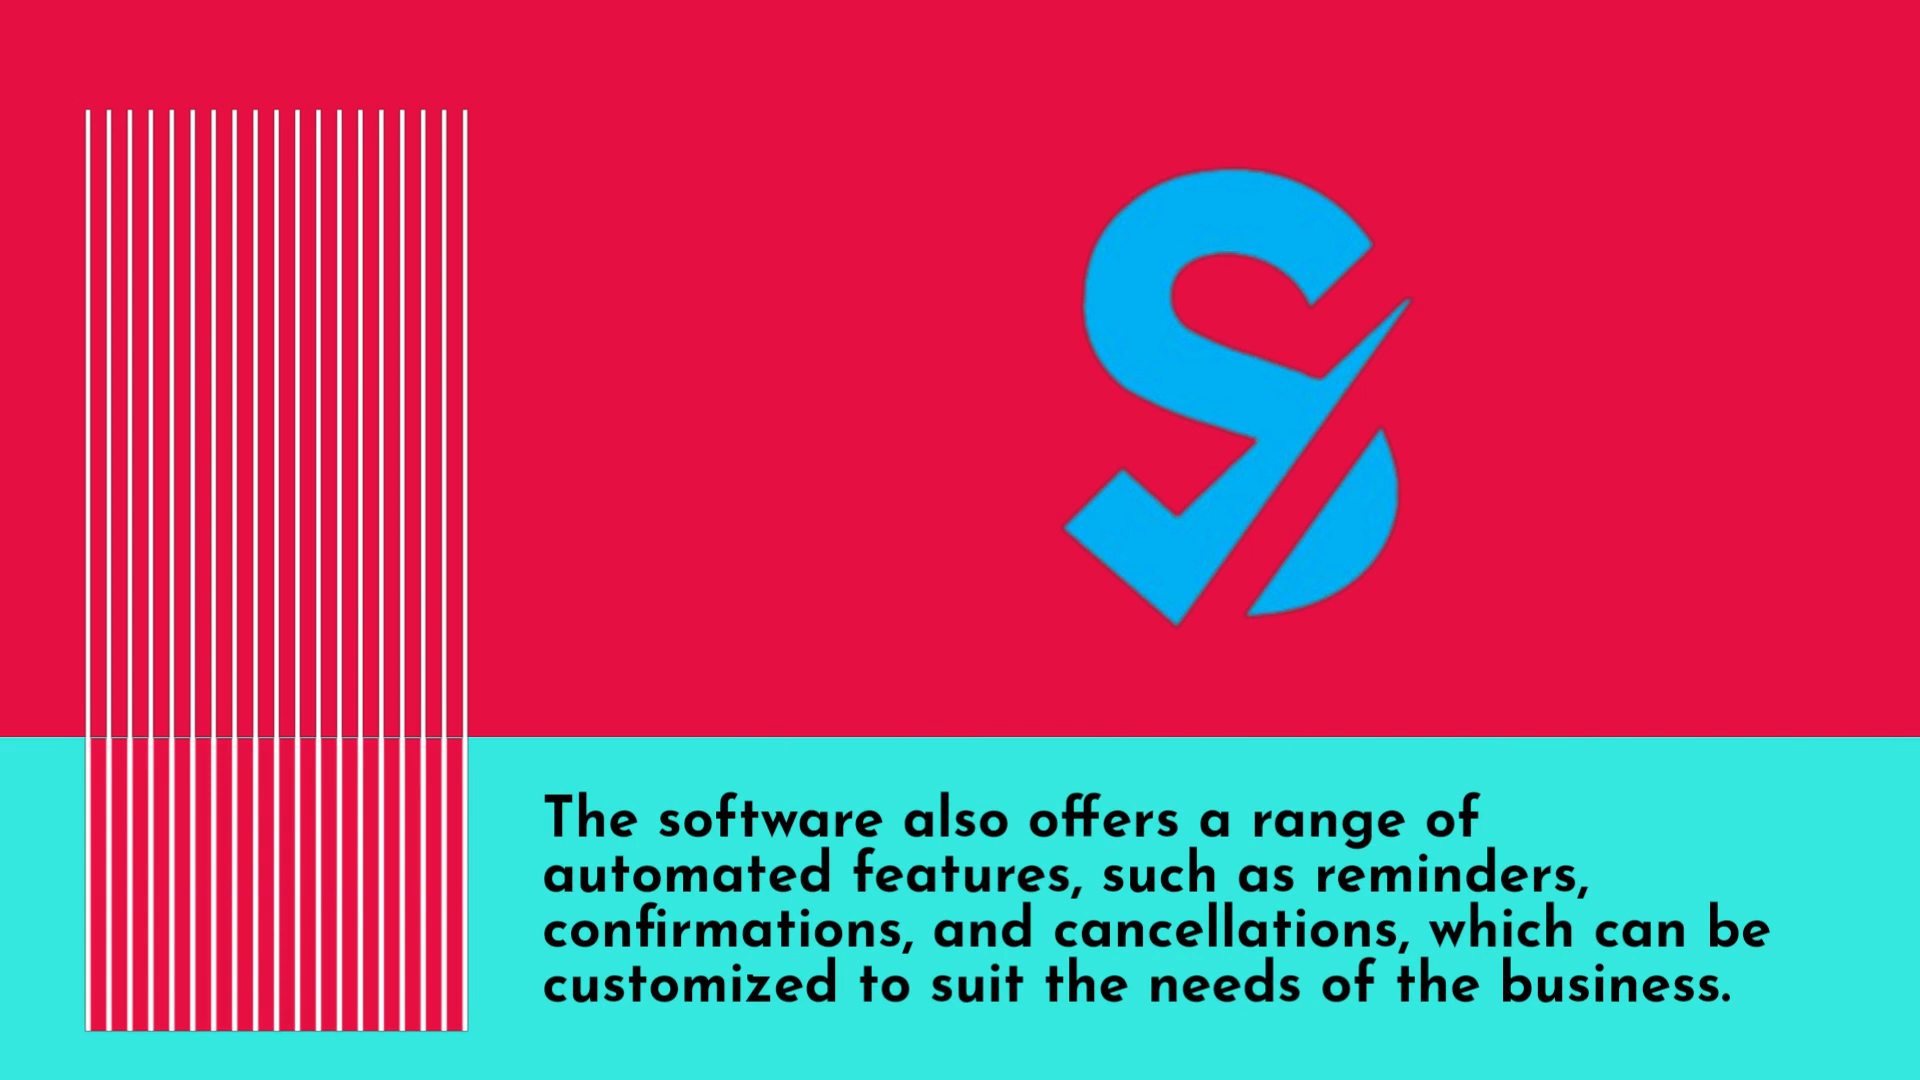 The software also offers a range of
automated features, such as reminders,
confirmations, and cancellations, which can be
customized to suit the needs of the business.